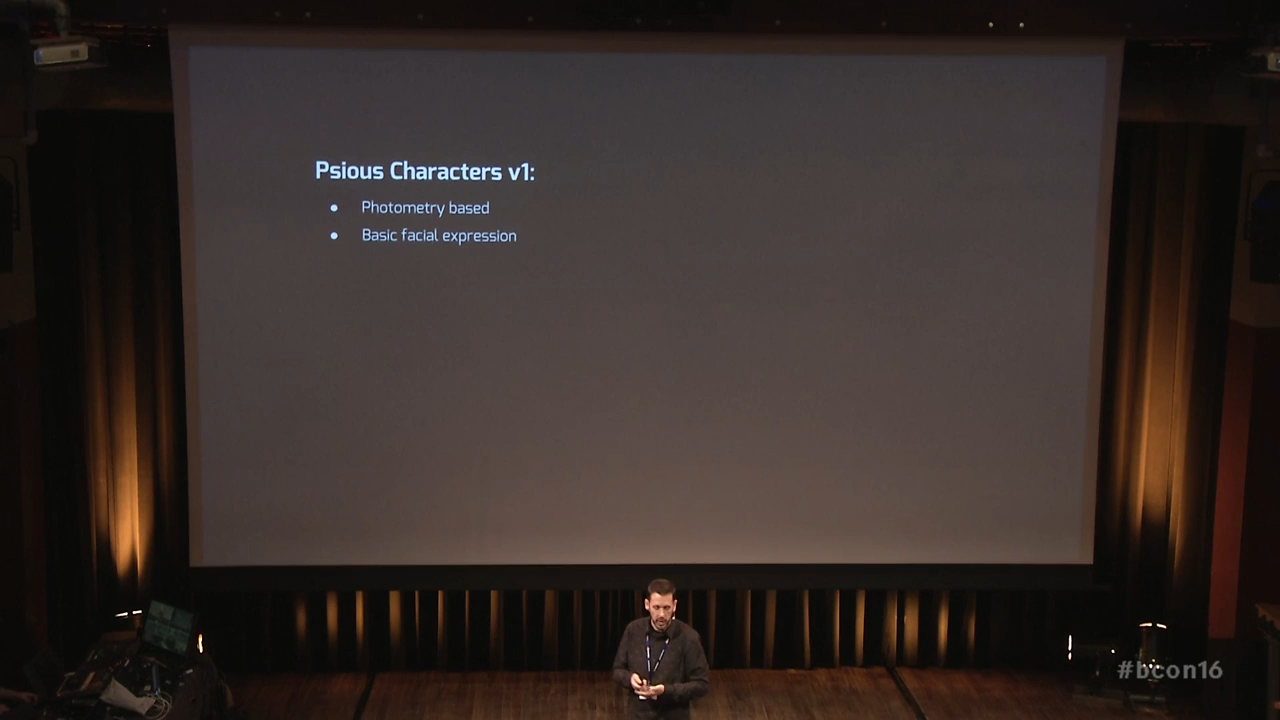 Psious Characters v1:
● Photometry based
● Basic facial expression
#bcon16